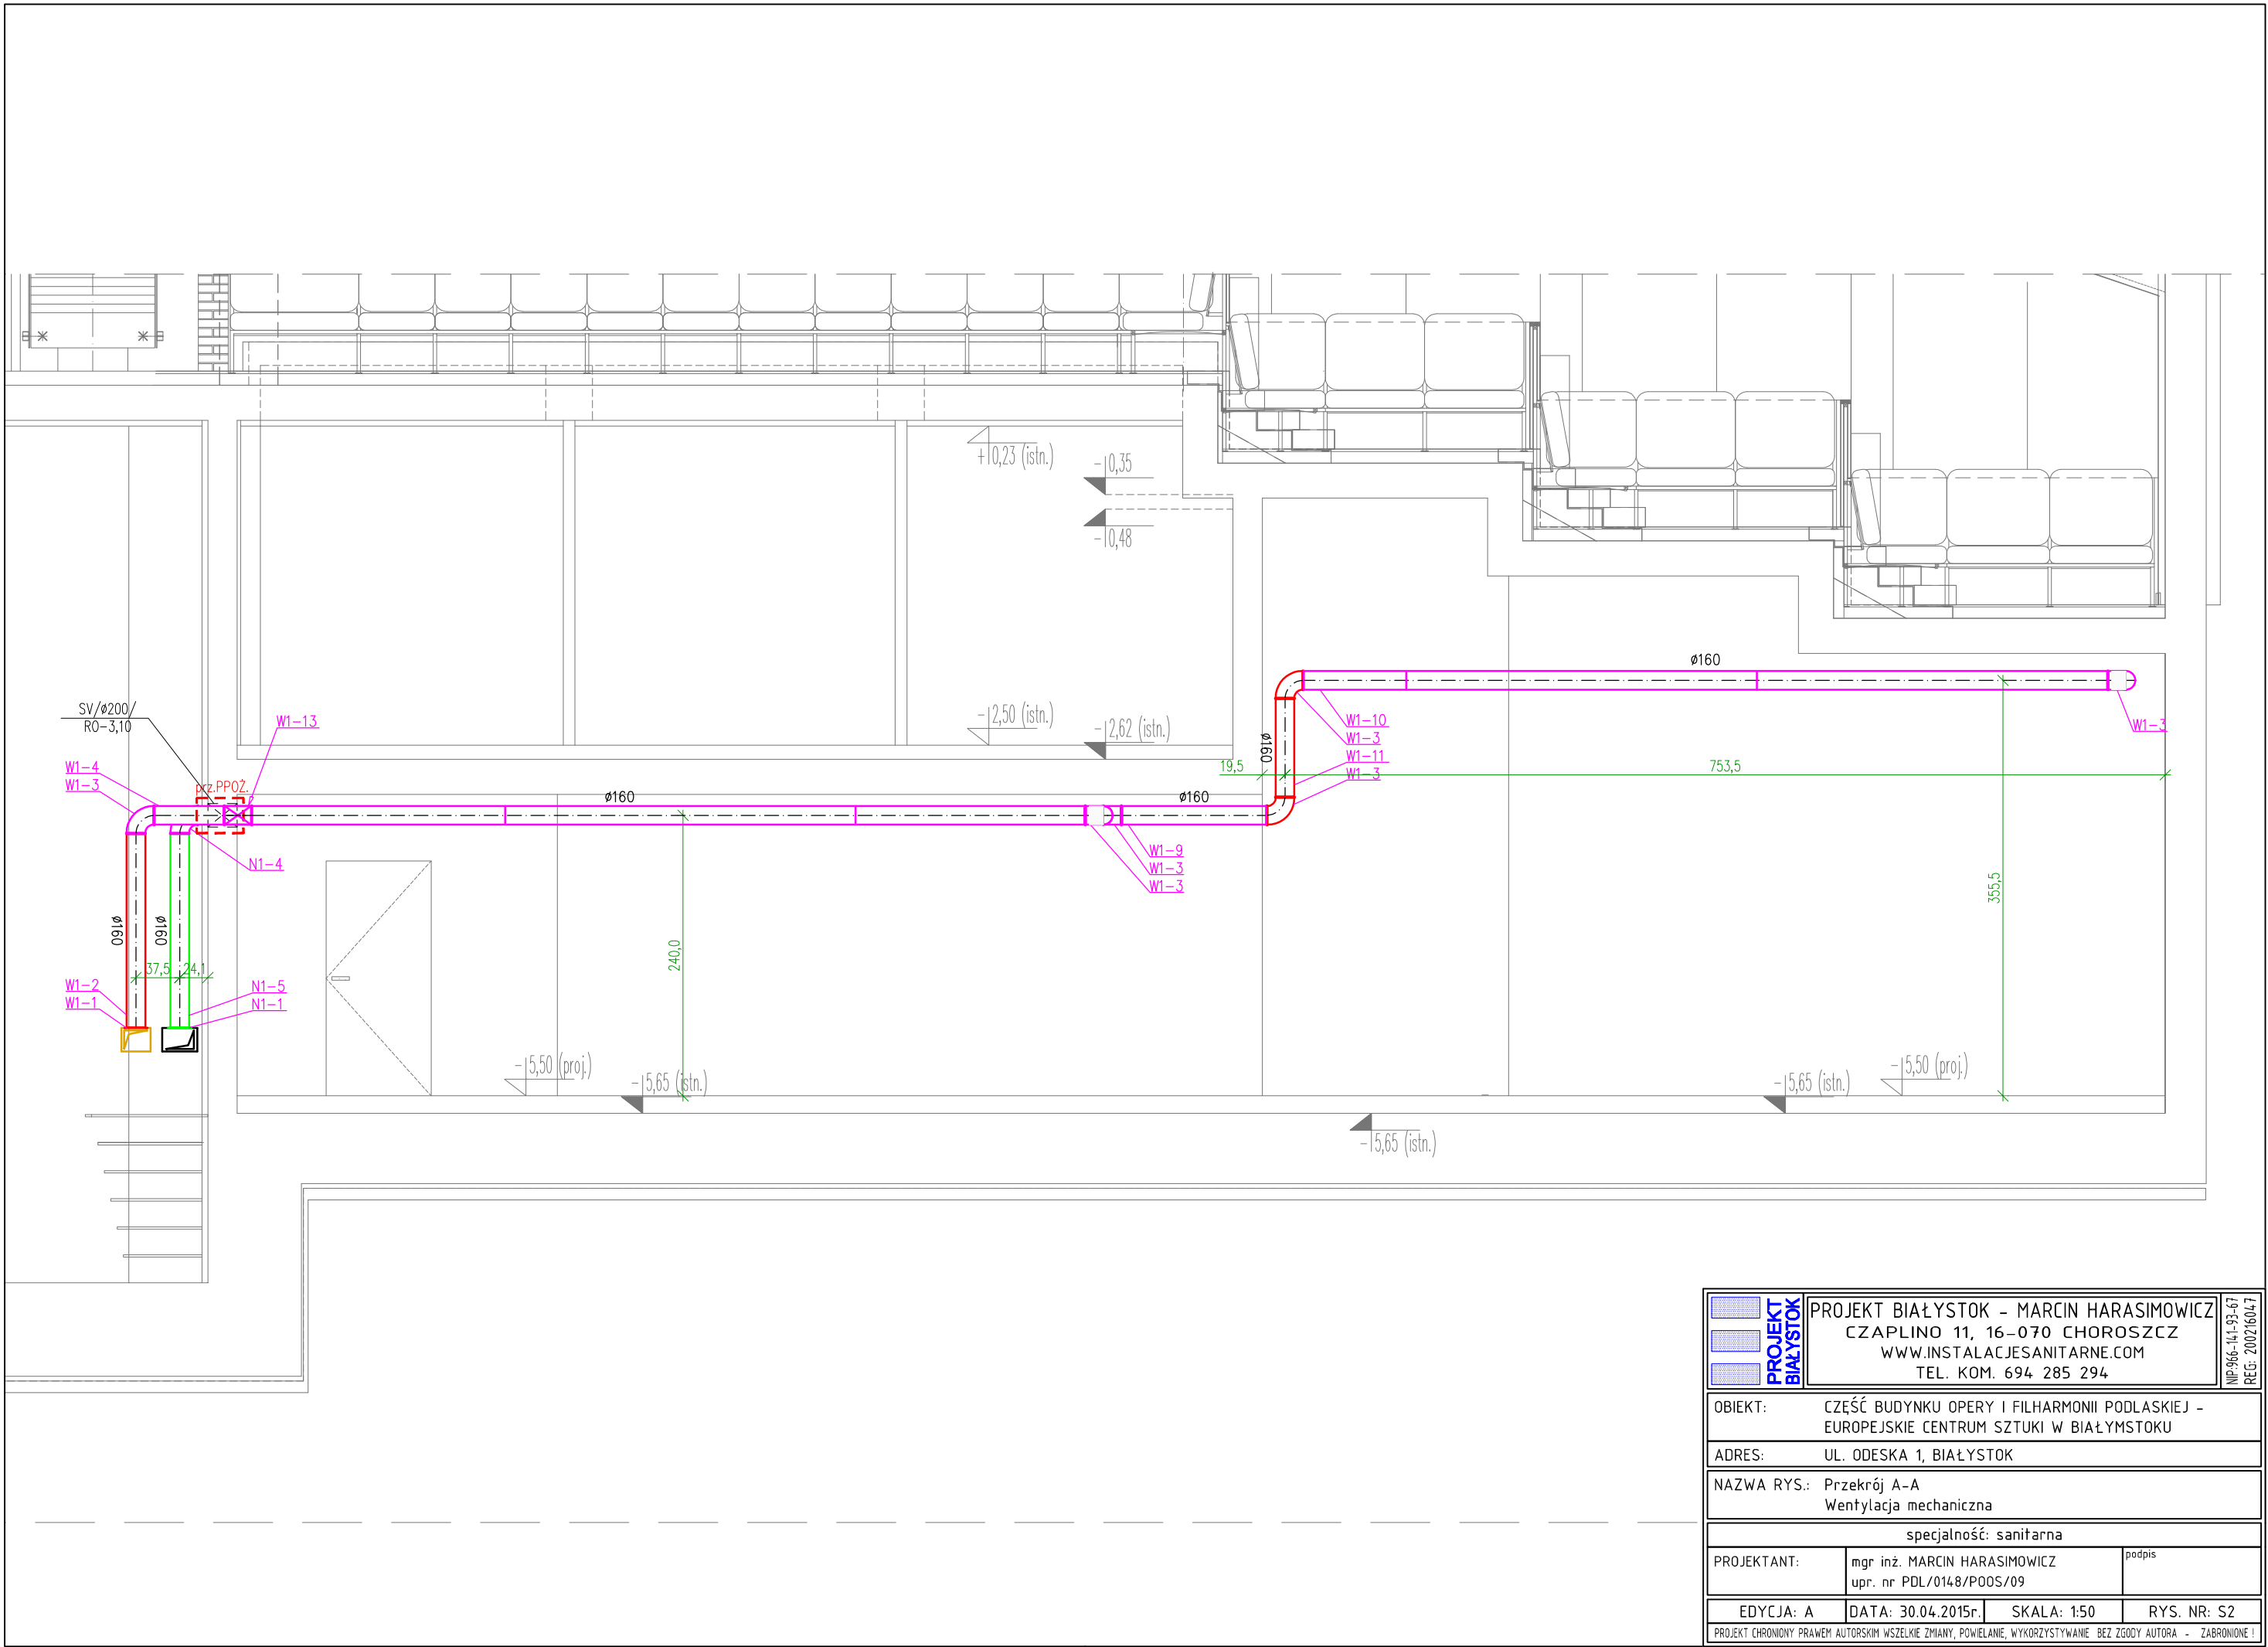 +0,23 (istn.)
-0,35
-0,48
-2,50 (istn.)
-2,62 (istn.)
SV/ø200/
RO-3,10
W1-13
W1-4
W1-3
prz.PPOŻ.
ø160
ø160
ø160
ø160
W1-10
W1-3
W1-11
W1-3
W1-3
19,5
753,5
N1-4
W1-9
W1-3
W1-3
355,5
240,0
ø160
ø160
37,5
24,1
W1-2
W1-1
N1-5
N1-1
-5,50 (proj.)
-5,65 (istn.)
-5,65 (istn.)
-5,50 (proj.)
-5,65 (istn.)
PROJEKT
BIAŁYSTOK
PROJEKT BIAŁYSTOK - MARCIN HARASIMOWICZ
CZAPLINO 11, 16-070 CHOROSZCZ
WWW.INSTALACJESANITARNE.COM
TEL. KOM. 694 285 294
NIP:966-141-93-67
REG: 200216047
OBIEKT: CZĘŚĆ BUDYNKU OPERY I FILHARMONII PODLASKIEJ -
EUROPEJSKIE CENTRUM SZTUKI W BIAŁYMSTOKU
ADRES: UL. ODESKA 1, BIAŁYSTOK
NAZWA RYS.: Przekrój A-A
Wentylacja mechaniczna
specjalność: sanitarna
PROJEKTANT: mgr inż. MARCIN HARASIMOWICZ podpis
upr. nr PDL/0148/POOS/09
EDYCJA: A DATA: 30.04.2015r. SKALA: 1:50 RYS. NR: S2
PROJEKT CHRONIONY PRAWEM AUTORSKIM WSZELKIE ZMIANY, POWIELANIE, WYKORZYSTYWANIE BEZ ZGODY AUTORA - ZABRONIONE !